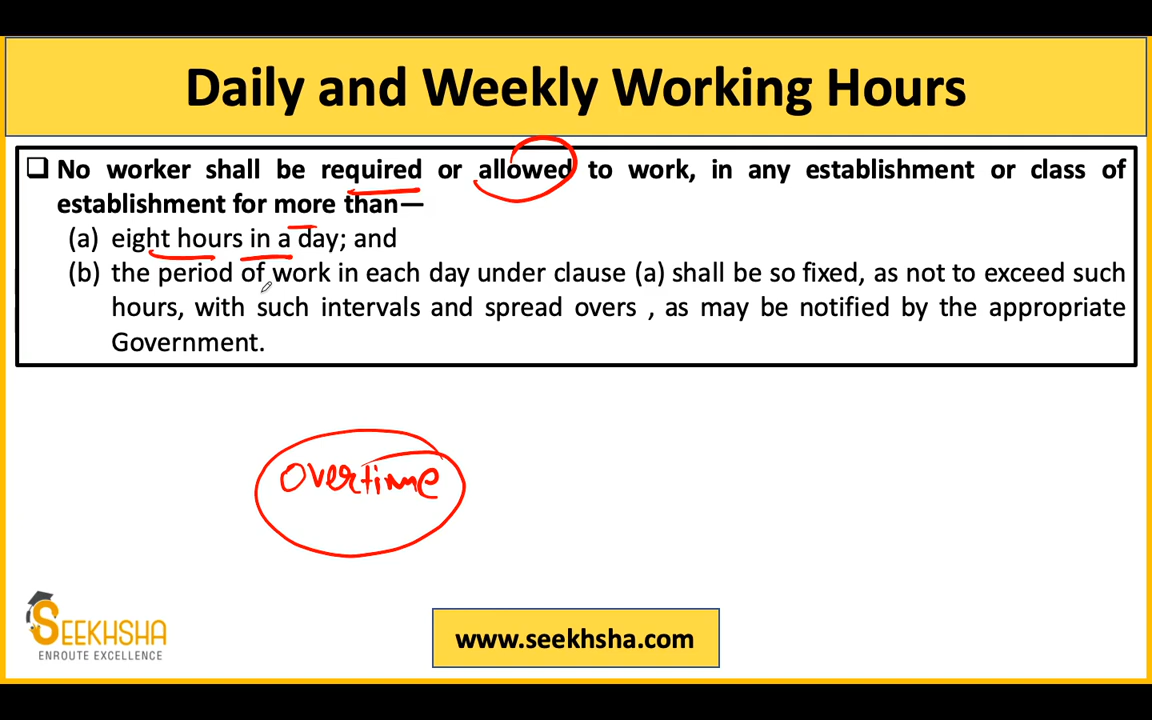 Daily and Weekly Working Hours
❑ No worker shall be required or allowed to work, in any establishment or class of
establishment for more than—
(a) eight hours in a day; and
(b) the period of work in each day under clause (a) shall be so fixed, as not to exceed such
hours, with such intervals and spread overs , as may be notified by the appropriate
Government.
overtime
SEEKHSHA
ENROUTE EXCELLENCE
www.seekhsha.com